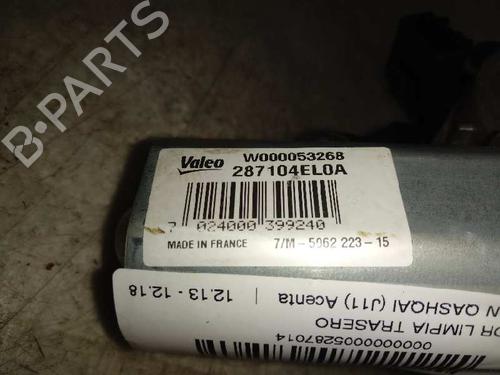 Valeo
W000053268
287104EL0A
7 024000 399240
MADE IN FRANCE
7/M - 5962 223 - 15
0000000005287014
OR LIMPIA TRASERO
N QASHQAI (J11) Acenta
12.13 - 12.18
B-PARTS